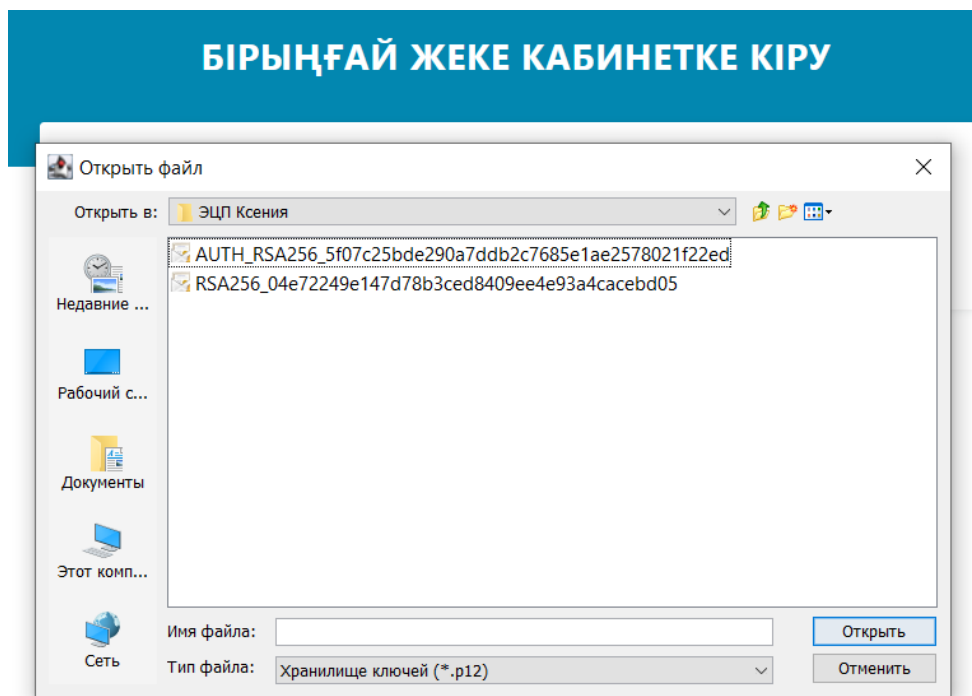 БІРЫҢҒАЙ ЖЕКЕ КАБИНЕТКЕ КІРУ
Открыть файл
Открыть в: ЭЦП Ксения
AUTH_RSA256_5f07c25bde290a7ddb2c7685e1ae2578021f22ed
RSA256_04e72249e147d78b3ced8409ee4e93a4cacebd05
Недавние ...
Рабочий с...
Документы
Этот комп...
Сеть
Имя файла: Открыть
Тип файла: Хранилище ключей (*.p12) Отменить